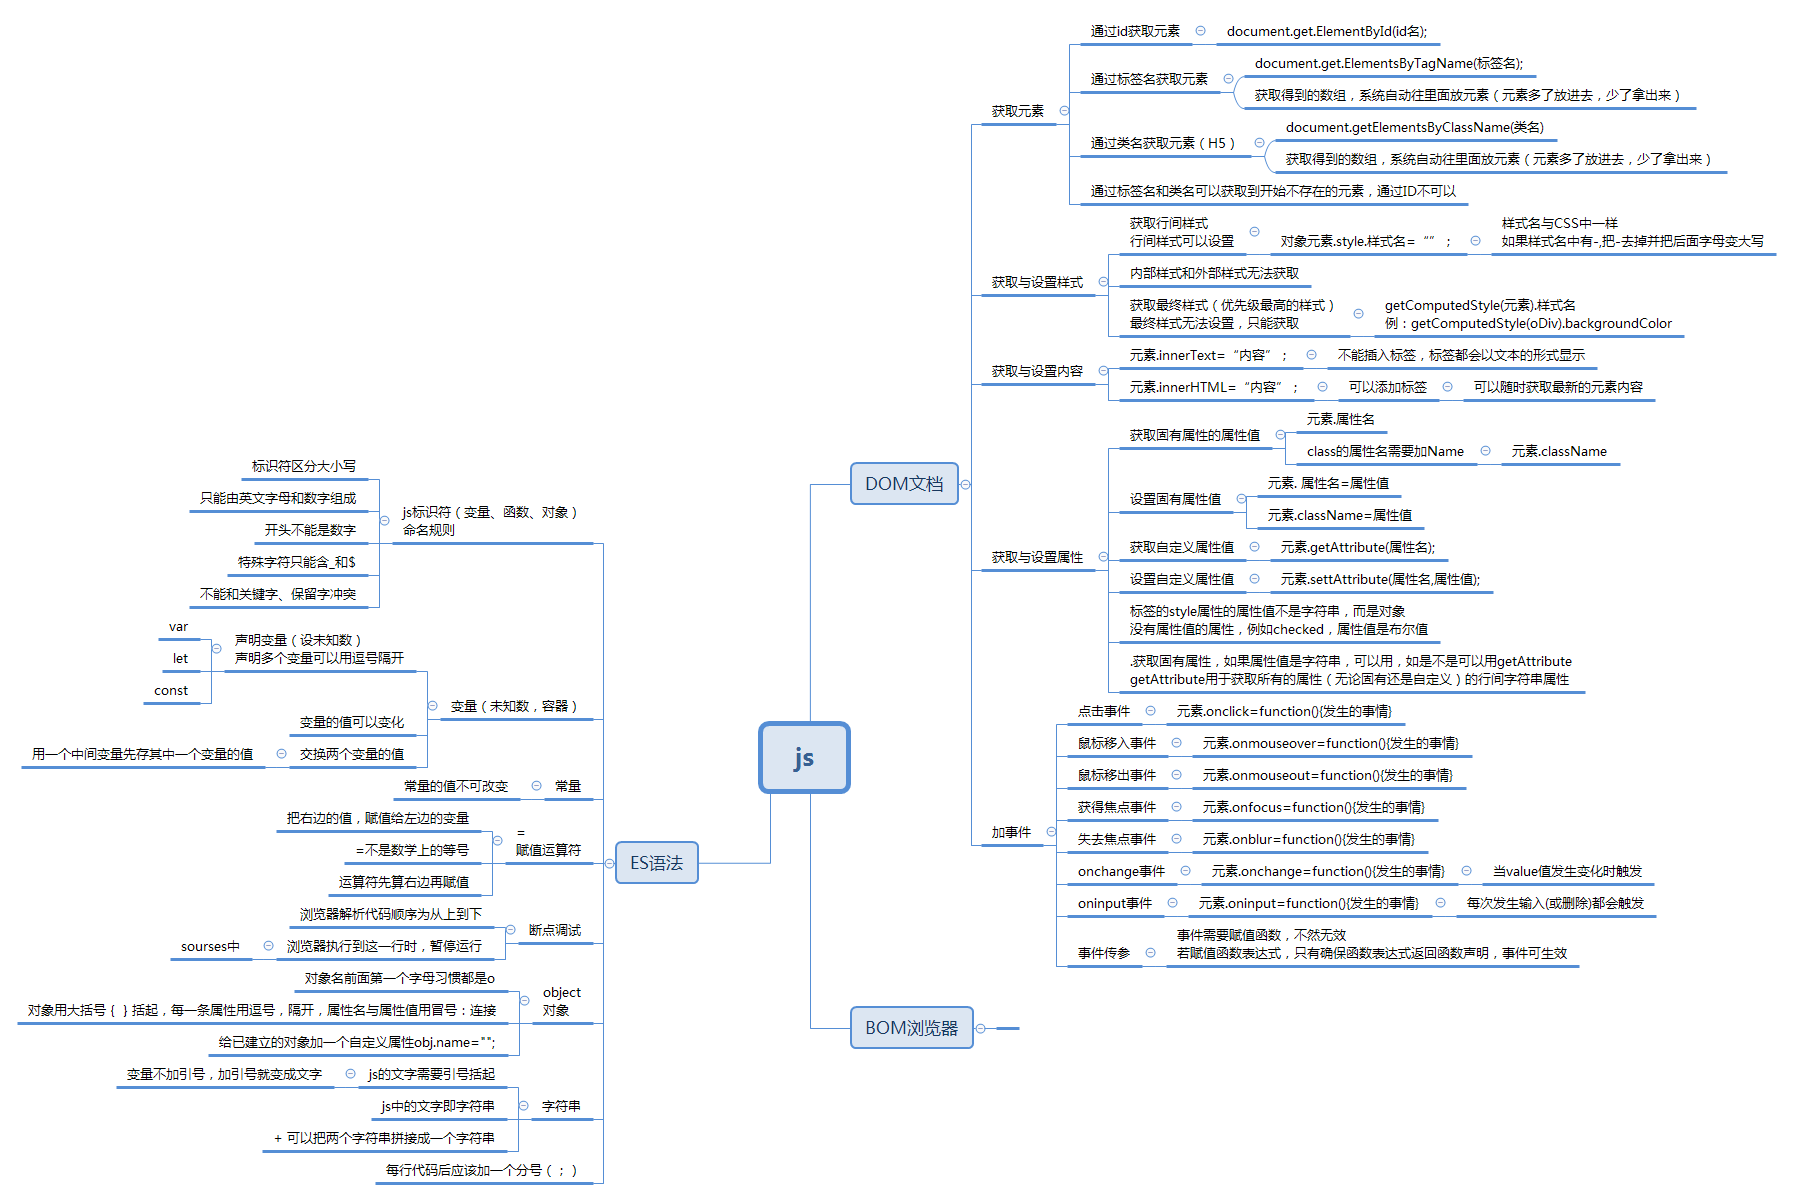 js
DOM文档
获取元素
通过id获取元素
document.get.ElementById(id名);
通过标签名获取元素
document.get.ElementsByTagName(标签名);
获取得到的数组，系统自动往里面放元素（元素多了放进去，少了拿出来）
通过类名获取元素（H5）
document.getElementsByClassName(类名)
获取得到的数组，系统自动往里面放元素（元素多了放进去，少了拿出来）
通过标签名和类名可以获取到开始不存在的元素，通过ID不可以
获取与设置样式
获取行间样式
行间样式可以设置
对象元素.style.样式名=“”；
样式名与CSS中一样
如果样式名中有-,把-去掉并把后面字母变大写
内部样式和外部样式无法获取
获取最终样式（优先级最高的样式）
最终样式无法设置，只能获取
getComputedStyle(元素).样式名
例：getComputedStyle(oDiv).backgroundColor
获取与设置内容
元素.innerText=“内容”；
不能插入标签，标签都会以文本的形式显示
元素.innerHTML=“内容”；
可以添加标签
可以随时获取最新的元素内容
获取与设置属性
获取固有属性的属性值
元素.属性名
class的属性名需要加Name
元素.className
设置固有属性值
元素. 属性名=属性值
元素.className=属性值
获取自定义属性值
元素.getAttribute(属性名);
设置自定义属性值
元素.settAttribute(属性名,属性值);
标签的style属性的属性值不是字符串，而是对象
没有属性值的属性，例如checked，属性值是布尔值
.获取固有属性，如果属性值是字符串，可以用，如是不是可以用getAttribute
getAttribute用于获取所有的属性（无论固有还是自定义）的行间字符串属性
加事件
点击事件
元素.onclick=function(){发生的事情}
鼠标移入事件
元素.onmouseover=function(){发生的事情}
鼠标移出事件
元素.onmouseout=function(){发生的事情}
获得焦点事件
元素.onfocus=function(){发生的事情}
失去焦点事件
元素.onblur=function(){发生的事情}
onchange事件
元素.onchange=function(){发生的事情}
当value值发生变化时触发
oninput事件
元素.oninput=function(){发生的事情}
每次发生输入(或删除)都会触发
事件传参
事件需要赋值函数，不然无效
若赋值函数表达式，只有确保函数表达式返回函数声明，事件可生效
BOM浏览器
ES语法
js标识符（变量、函数、对象）
命名规则
标识符区分大小写
只能由英文字母和数字组成
开头不能是数字
特殊字符只能含_和$
不能和关键字、保留字冲突
变量（未知数，容器）
声明变量（设未知数）
声明多个变量可以用逗号隔开
var
let
const
变量的值可以变化
交换两个变量的值
用一个中间变量先存其中一个变量的值
常量
常量的值不可改变
=
赋值运算符
把右边的值，赋值给左边的变量
=不是数学上的等号
运算符先算右边再赋值
断点调试
浏览器解析代码顺序为从上到下
浏览器执行到这一行时，暂停运行
sourses中
object
对象
对象名前面第一个字母习惯都是o
对象用大括号｛｝括起，每一条属性用逗号，隔开，属性名与属性值用冒号：连接
给已建立的对象加一个自定义属性obj.name="";
字符串
js的文字需要引号括起
变量不加引号，加引号就变成文字
js中的文字即字符串
+ 可以把两个字符串拼接成一个字符串
每行代码后应该加一个分号（；）